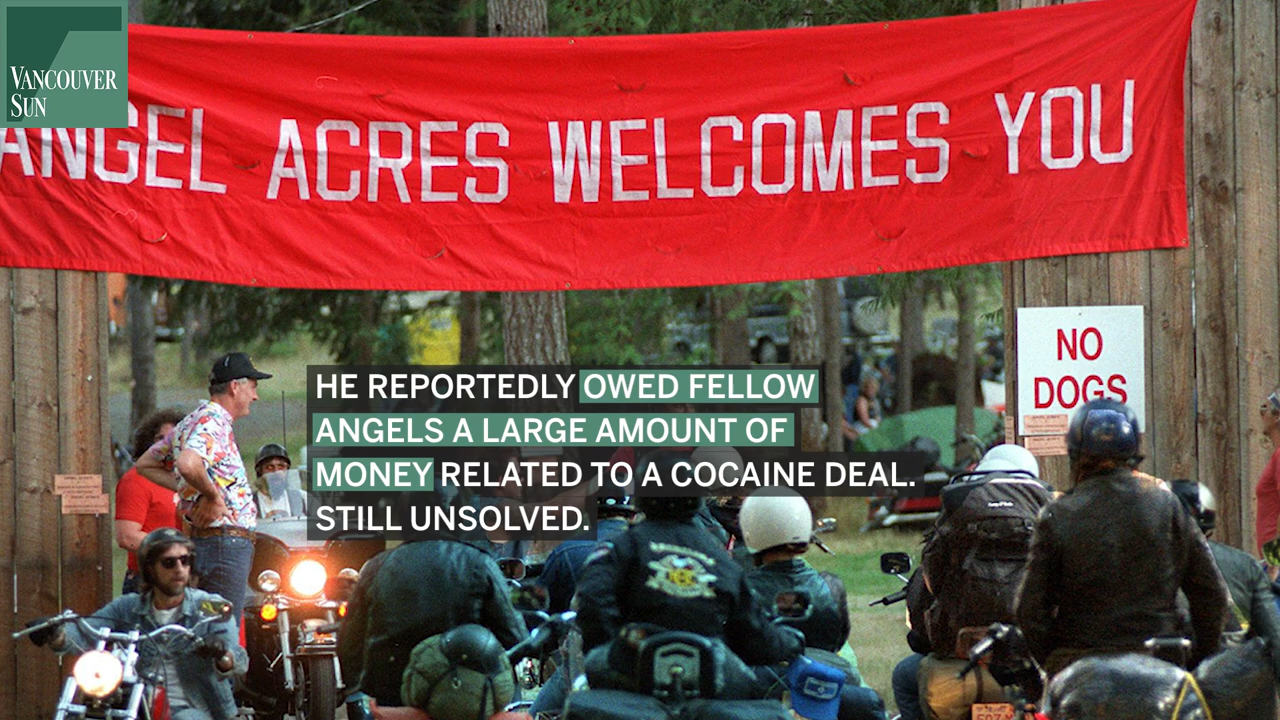 VANCOUVER
SUN
ANGEL ACRES WELCOMES YOU
NO
DOGS
HE REPORTEDLY OWED FELLOW
ANGELS A LARGE AMOUNT OF
MONEY RELATED TO A COCAINE DEAL.
STILL UNSOLVED.